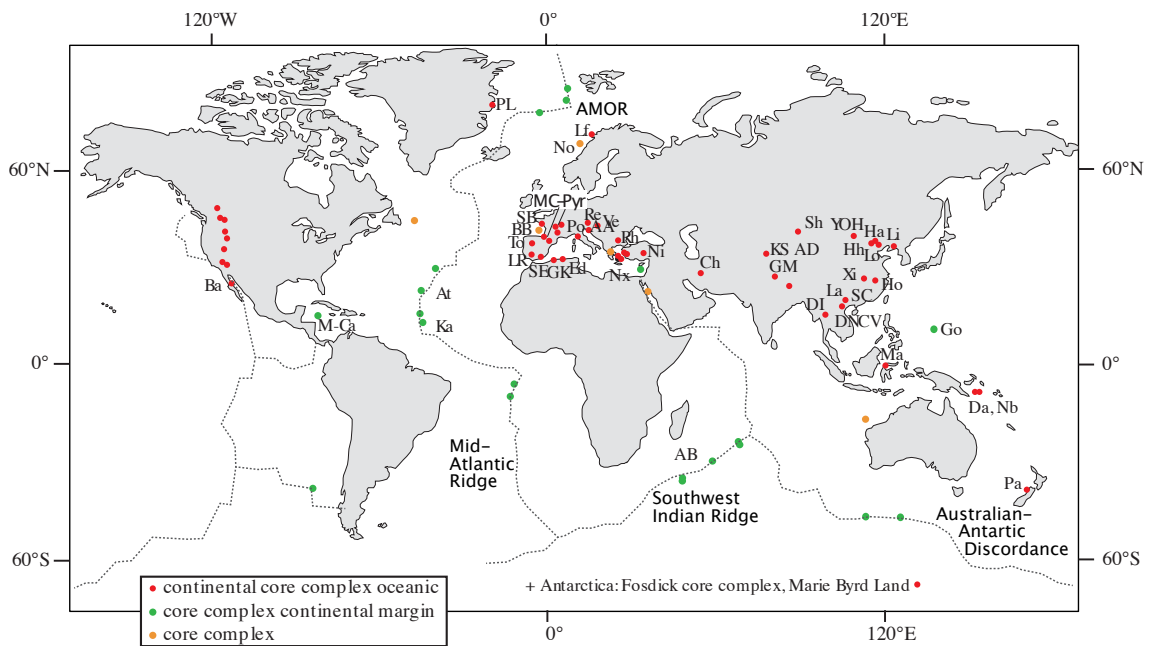 120°W 0° 120°E
PL
AMOR
Lf
No
60°N 60°N
MC-Pyr
SB Re Ve Sh YOH Ha Li
BB Po AA
To Rh Ni KS AD Hh Lo
LR SE GK Ed Nx Ch GM Xi Ho
Ba La SC
At DI
M-Ca Ka DNCV Go
0° Ma 0°
Da, Nb
Mid-
Atlantic
Ridge
AB
Southwest
Indian Ridge
Pa
Australian-
Antartic
Discordance
60°S 60°S
continental core complex oceanic
core complex continental margin
core complex
+ Antarctica: Fosdick core complex, Marie Byrd Land
0° 120°E